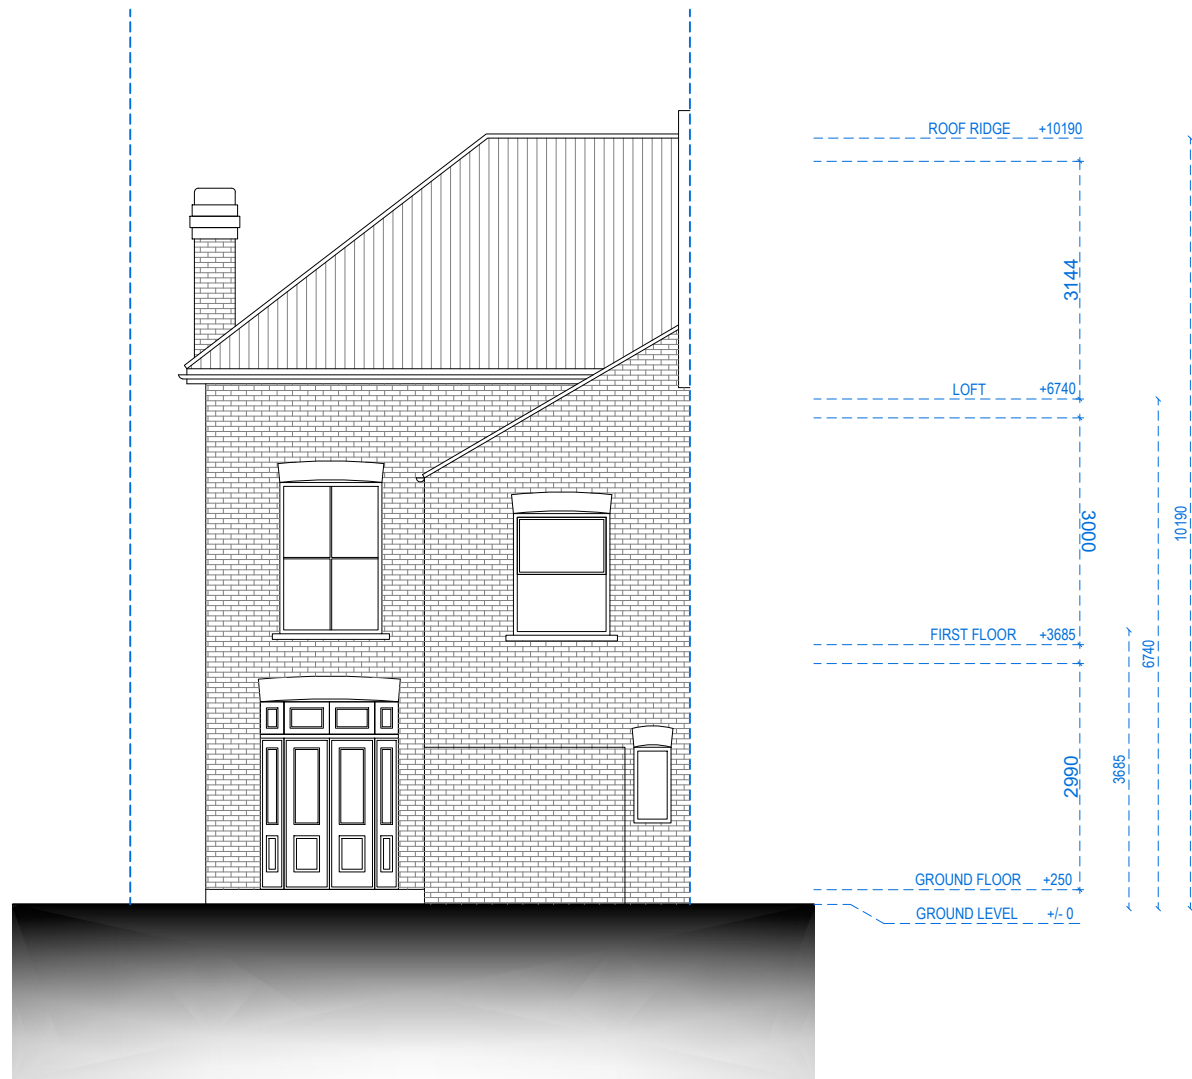 ROOF RIDGE +10190
3144
LOFT +6740
3000
10190
FIRST FLOOR +3685
6740
2990
3685
GROUND FLOOR +250
GROUND LEVEL +/- 0